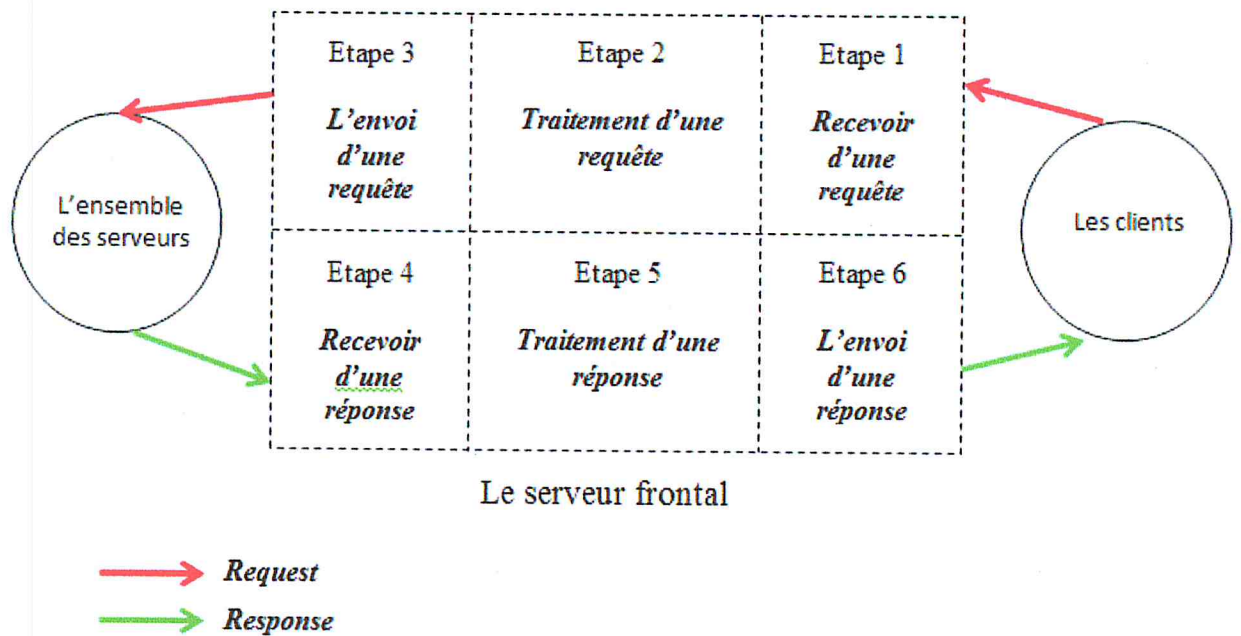 Etape 3
L'envoi
d'une
requête
Etape 2
Traitement d'une
requête
Etape 1
Recevoir
d'une
requête
L'ensemble
des serveurs
Les clients
Etape 4
Recevoir
d'une
réponse
Etape 5
Traitement d'une
réponse
Etape 6
L'envoi
d'une
réponse
Le serveur frontal
Request
Response